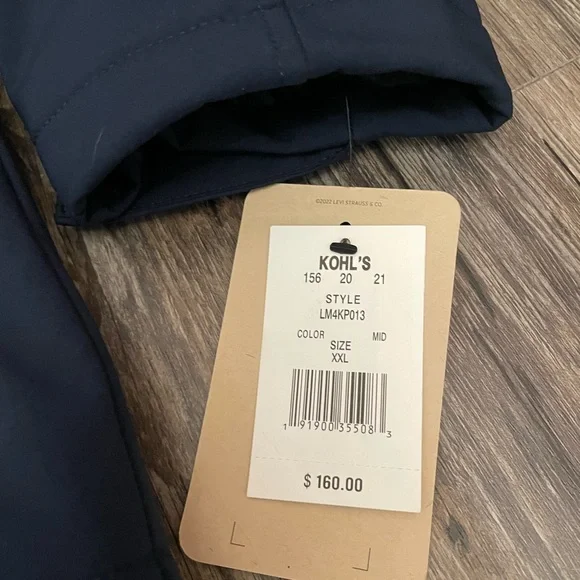 ©2022 LEVI STRAUSS & CO.
KOHL'S
156 20 21
STYLE
LM4KP013
COLOR MID
SIZE
XXL
1 91900 35508 3
$ 160.00